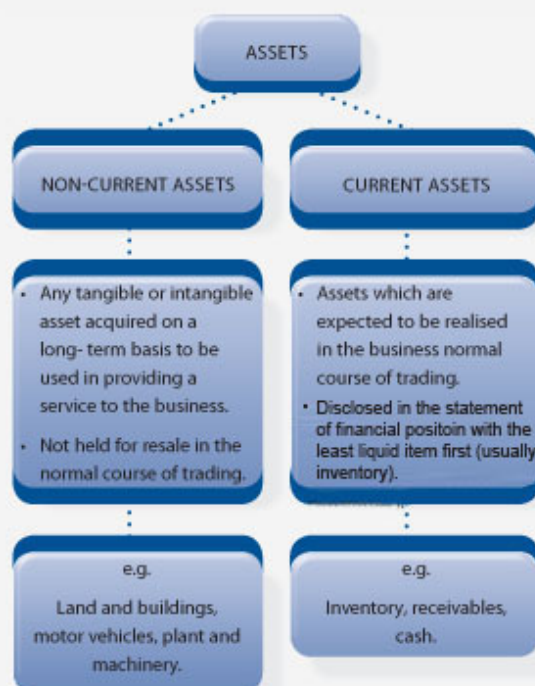 ASSETS
NON-CURRENT ASSETS
CURRENT ASSETS
• Any tangible or intangible
asset acquired on a
long- term basis to be
used in providing a
service to the business.
• Not held for resale in the
normal course of trading.
• Assets which are
expected to be realised
in the business normal
course of trading.
• Disclosed in the statement
of financial positoin with the
least liquid item first (usually
inventory).
e.g.
Land and buildings,
motor vehicles, plant and
machinery.
e.g.
Inventory, receivables,
cash.